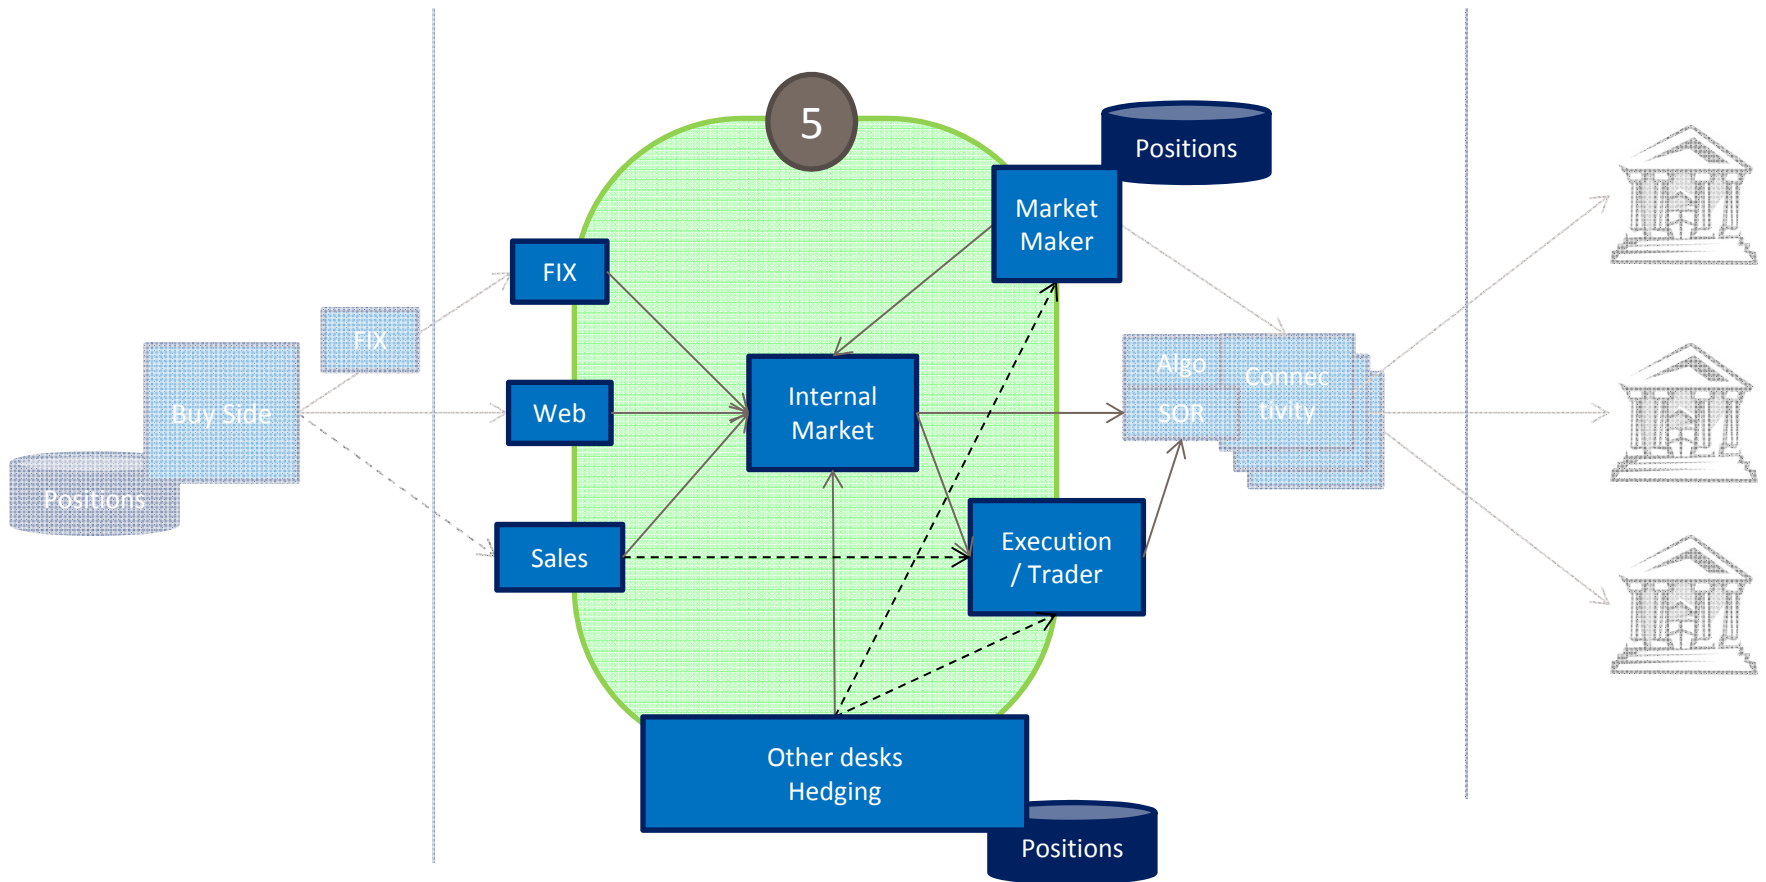 5
Positions
Market
Maker
FIX
FIX
Algo
Connec
tivity
SOR
Buy Side
Web
Internal
Market
Positions
Sales
Execution
/ Trader
Other desks
Hedging
Positions